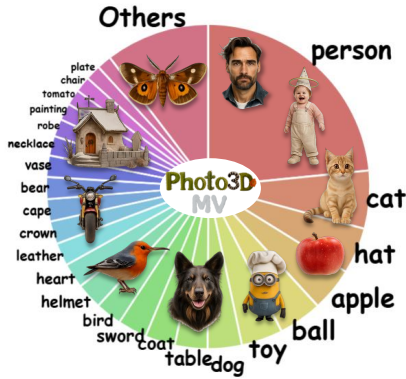 Others
person
cat
hat
apple
ball
toy
dog
table
coat
sword
bird
helmet
heart
leather
crown
cape
bear
vase
necklace
robe
painting
tomato
chair
plate
Photo3D
MV